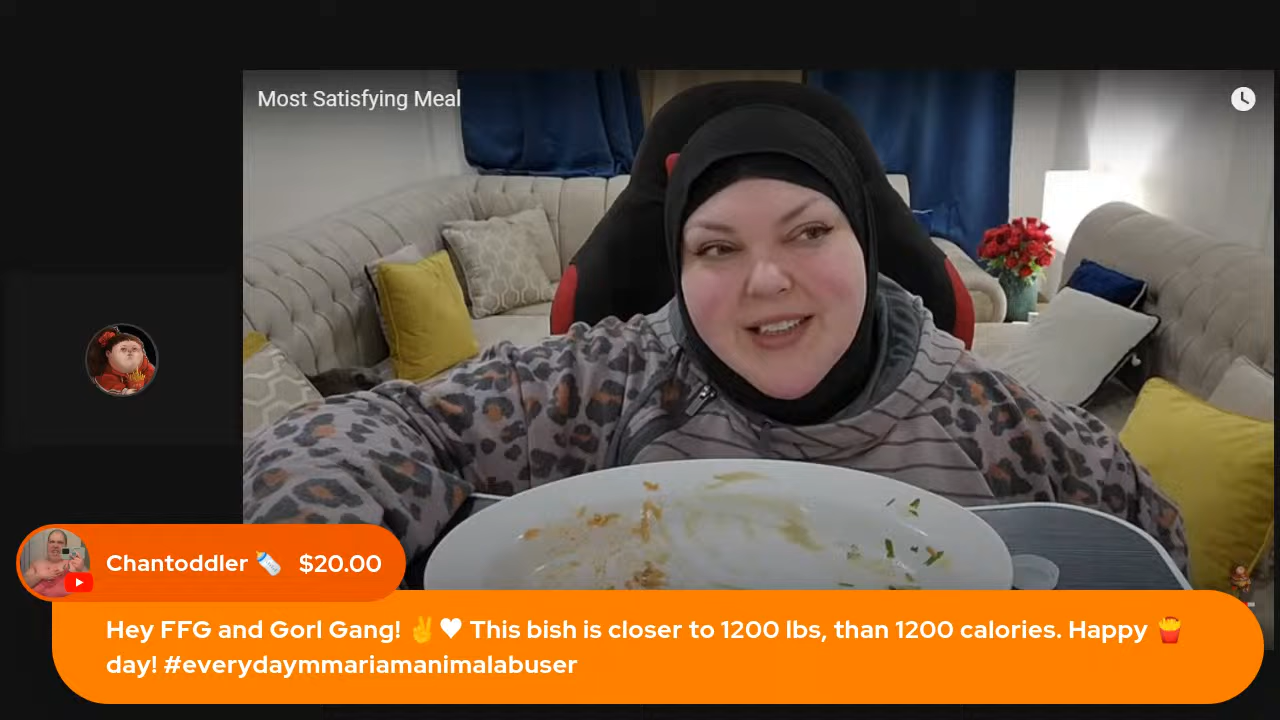 Most Satisfying Meal
Chantoddler 🍼 $20.00
Hey FFG and Gorl Gang! ✌️🤍 This bish is closer to 1200 lbs, than 1200 calories. Happy 🍟
day! #everydaymmariamanimalabuser